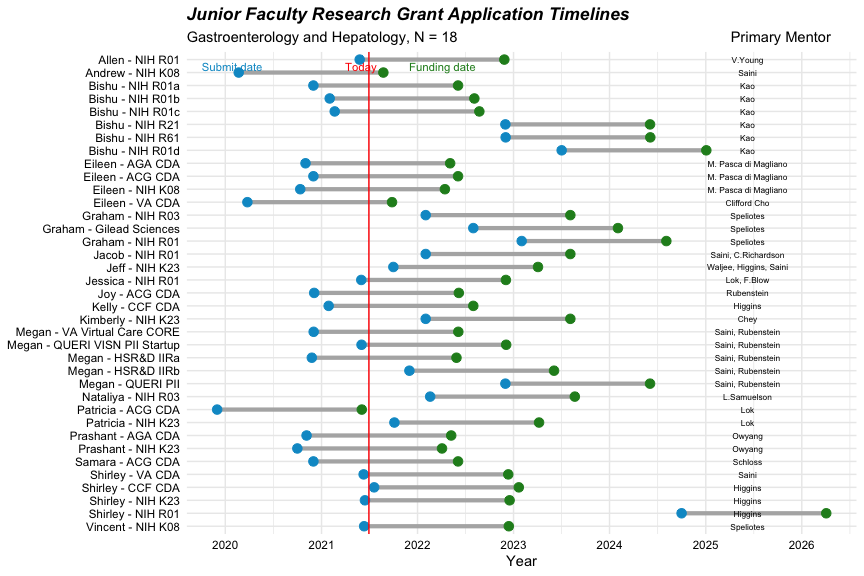 Junior Faculty Research Grant Application Timelines
Gastroenterology and Hepatology, N = 18
Primary Mentor
Submit date Today Funding date
Allen - NIH R01 V.Young
Andrew - NIH K08 Saini
Bishu - NIH R01a Kao
Bishu - NIH R01b Kao
Bishu - NIH R01c Kao
Bishu - NIH R21 Kao
Bishu - NIH R61 Kao
Bishu - NIH R01d Kao
Eileen - AGA CDA M. Pasca di Magliano
Eileen - ACG CDA M. Pasca di Magliano
Eileen - NIH K08 M. Pasca di Magliano
Eileen - VA CDA Clifford Cho
Graham - NIH R03 Speliotes
Graham - Gilead Sciences Speliotes
Graham - NIH R01 Speliotes
Jacob - NIH R01 Saini, C.Richardson
Jeff - NIH K23 Waljee, Higgins, Saini
Jessica - NIH R01 Lok, F.Blow
Joy - ACG CDA Rubenstein
Kelly - CCF CDA Higgins
Kimberly - NIH K23 Chey
Megan - VA Virtual Care CORE Saini, Rubenstein
Megan - QUERI VISN PII Startup Saini, Rubenstein
Megan - HSR&D IIRa Saini, Rubenstein
Megan - HSR&D IIRb Saini, Rubenstein
Megan - QUERI PII Saini, Rubenstein
Nataliya - NIH R03 L.Samuelson
Patricia - ACG CDA Lok
Patricia - NIH K23 Lok
Prashant - AGA CDA Owyang
Prashant - NIH K23 Owyang
Samara - ACG CDA Schloss
Shirley - VA CDA Saini
Shirley - CCF CDA Higgins
Shirley - NIH K23 Higgins
Shirley - NIH R01 Higgins
Vincent - NIH K08 Speliotes
2020 2021 2022 2023 2024 2025 2026
Year